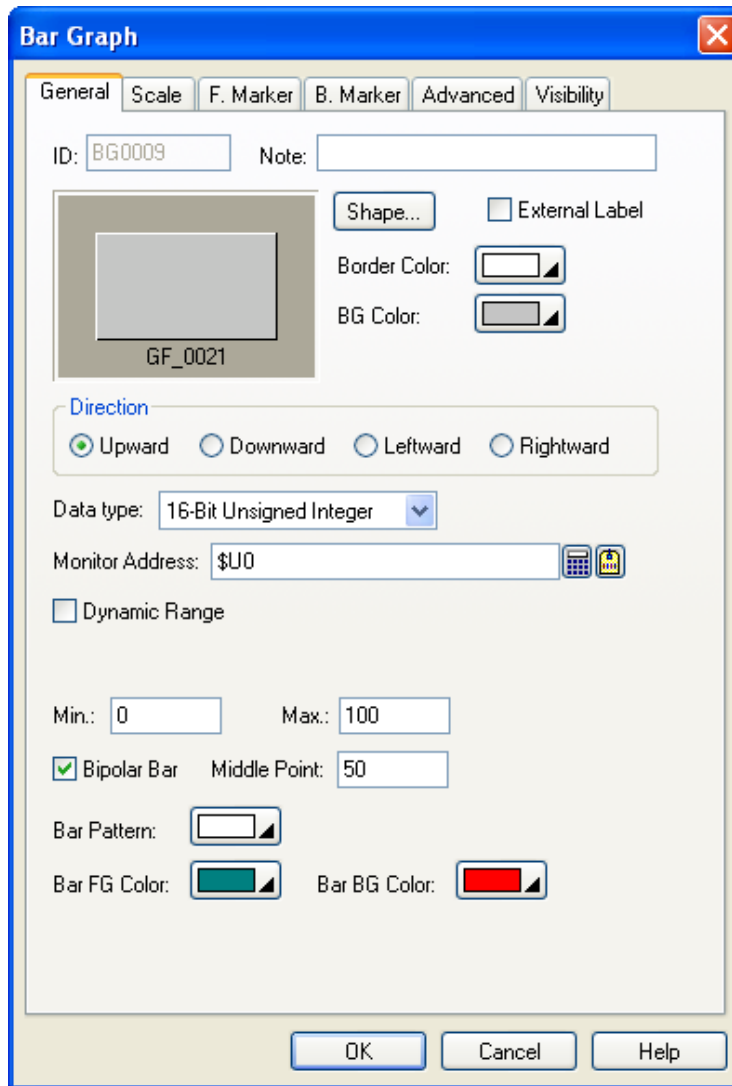 Bar Graph
General Scale F. Marker B. Marker Advanced Visibility
ID: BG0009 Note:
Shape... External Label
Border Color:
BG Color:
GF_0021
Direction
Upward Downward Leftward Rightward
Data type: 16-Bit Unsigned Integer
Monitor Address: $U0
Dynamic Range
Min.: 0 Max.: 100
Bipolar Bar Middle Point: 50
Bar Pattern:
Bar FG Color: Bar BG Color:
OK Cancel Help